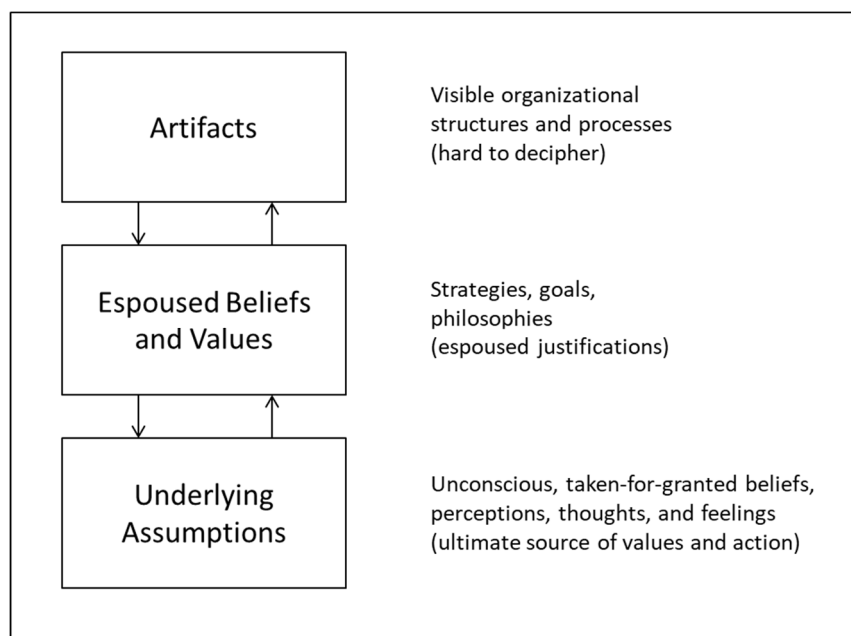 Artifacts
Visible organizational
structures and processes
(hard to decipher)
Espoused Beliefs
and Values
Strategies, goals,
philosophies
(espoused justifications)
Underlying
Assumptions
Unconscious, taken-for-granted beliefs,
perceptions, thoughts, and feelings
(ultimate source of values and action)